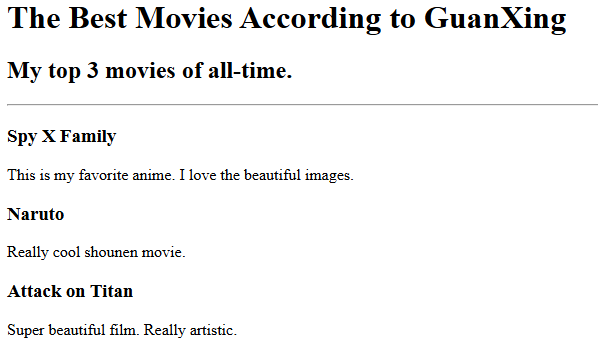 The Best Movies According to GuanXing
My top 3 movies of all-time.
Spy X Family
This is my favorite anime. I love the beautiful images.
Naruto
Really cool shounen movie.
Attack on Titan
Super beautiful film. Really artistic.